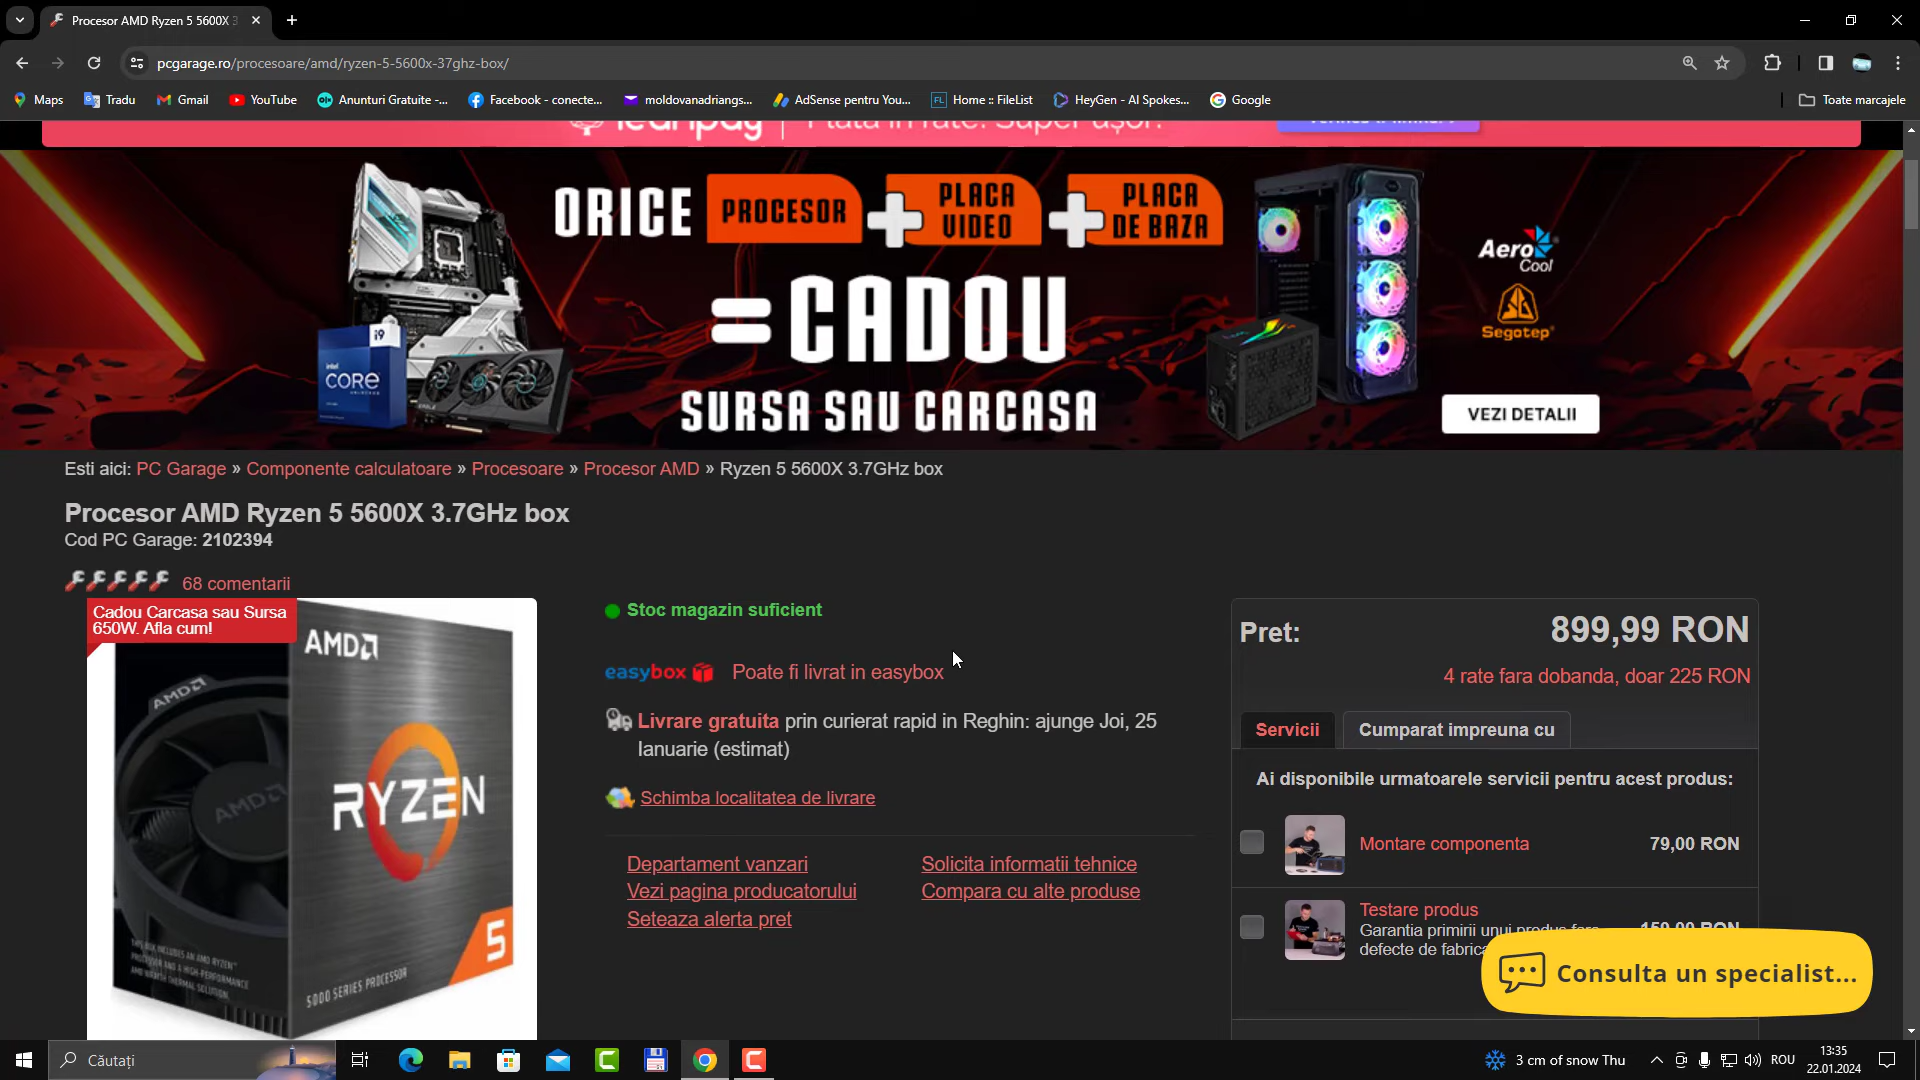 Procesor AMD Ryzen 5 5600X 3
pcgarage.ro/procesoare/amd/ryzen-5-5600x-37ghz-box/
Maps
Tradu
Gmail
YouTube
Anunturi Gratuite -...
Facebook - conecte...
moldovanadriangs...
AdSense pentru You...
FL
Home :: FileList
HeyGen - AI Spokes...
Google
Toate marcajele
ORICE PROCESOR + PLACA VIDEO + PLACA DE BAZA
= CADOU
SURSA SAU CARCASA
Aero Cool
Segotep
intel CORE i9
VEZI DETALII
Esti aici: PC Garage » Componente calculatoare » Procesoare » Procesor AMD » Ryzen 5 5600X 3.7GHz box
Procesor AMD Ryzen 5 5600X 3.7GHz box
Cod PC Garage: 2102394
68 comentarii
Cadou Carcasa sau Sursa
650W. Afla cum!
AMD
AMD
AMD
RYZEN
5
5000 SERIES PROCESSOR
Stoc magazin suficient
easybox Poate fi livrat in easybox
Livrare gratuita prin curierat rapid in Reghin: ajunge Joi, 25
Ianuarie (estimat)
Schimba localitatea de livrare
Departament vanzari
Solicita informatii tehnice
Vezi pagina producatorului
Compara cu alte produse
Seteaza alerta pret
Pret: 899,99 RON
4 rate fara dobanda, doar 225 RON
Servicii
Cumparat impreuna cu
Ai disponibile urmatoarele servicii pentru acest produs:
Montare componenta 79,00 RON
Testare produs
Garantia primirii unui produs fara
defecte de fabrica
Consulta un specialist...
Căutați
3 cm of snow Thu
ROU
13:35
22.01.2024